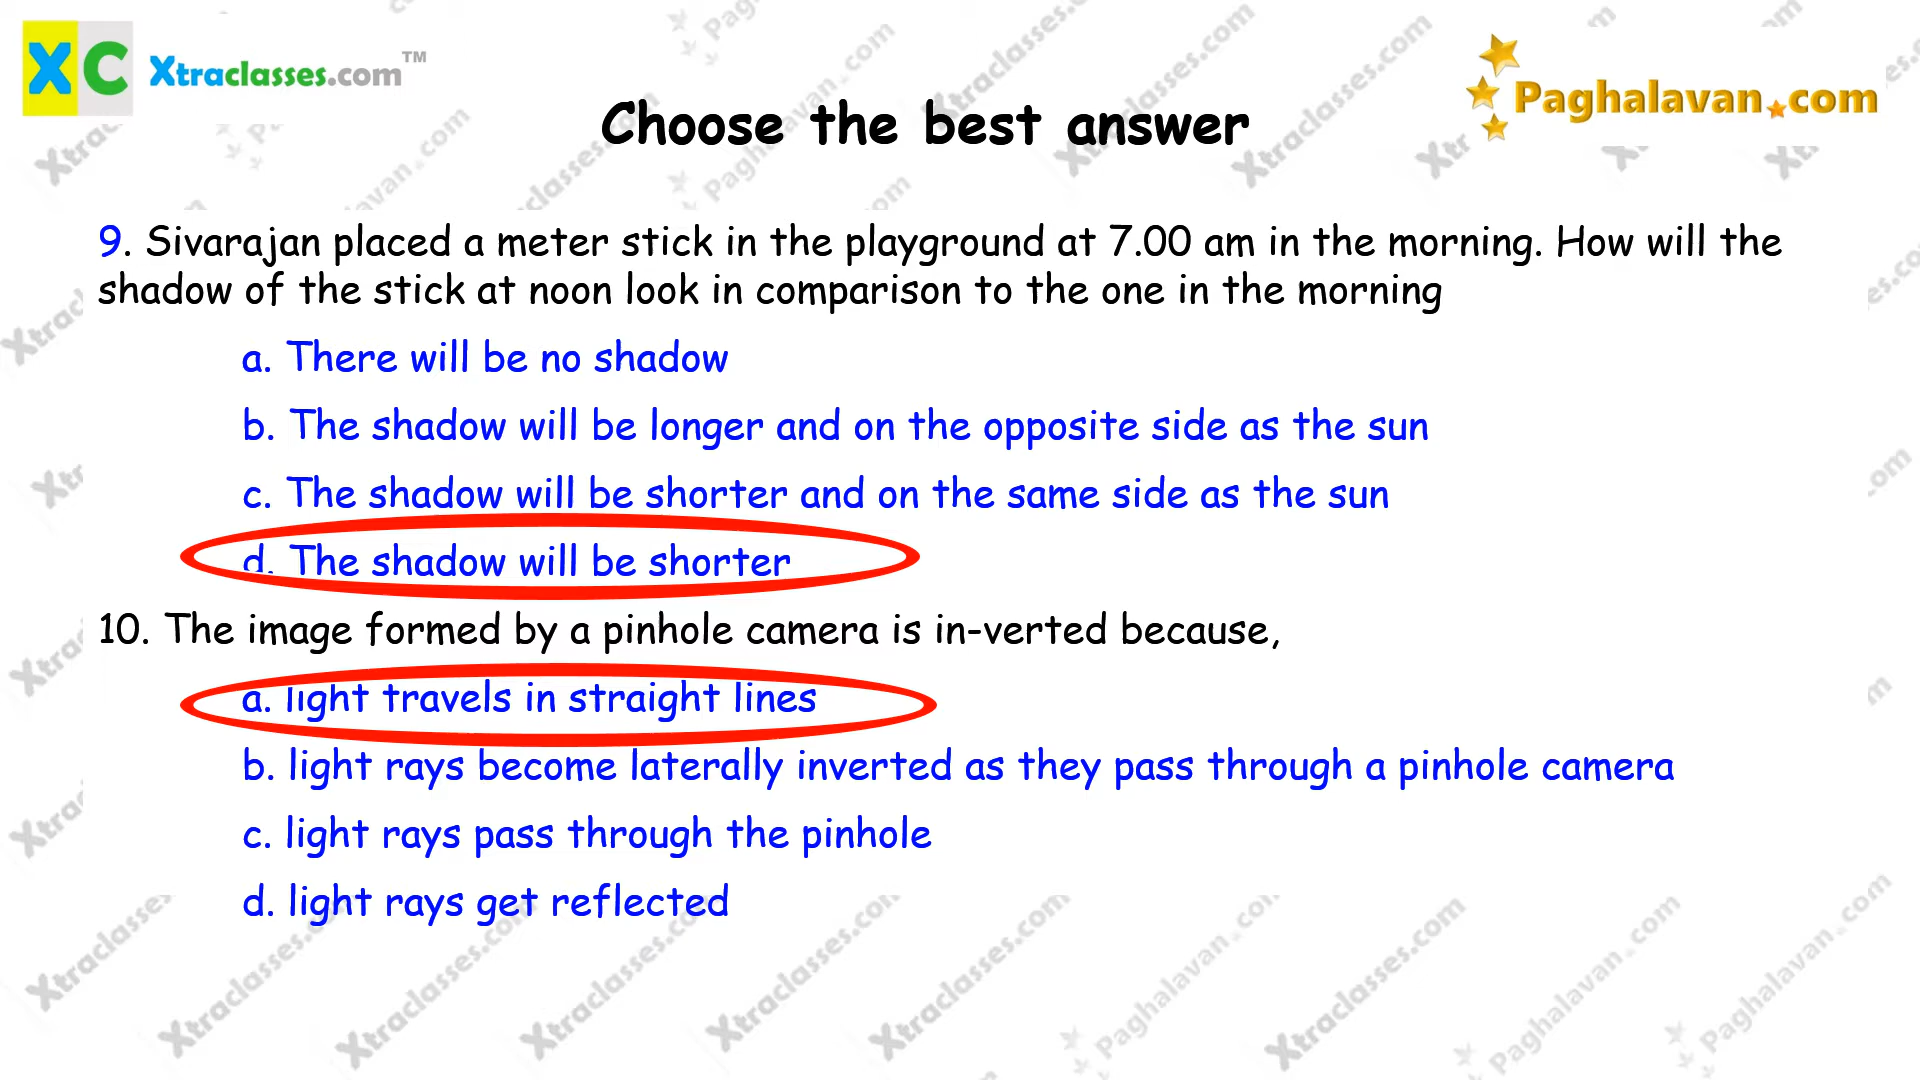 XC Xtraclasses.com™
Paghalavan.com
Choose the best answer
9. Sivarajan placed a meter stick in the playground at 7.00 am in the morning. How will the
shadow of the stick at noon look in comparison to the one in the morning
a. There will be no shadow
b. The shadow will be longer and on the opposite side as the sun
c. The shadow will be shorter and on the same side as the sun
d. The shadow will be shorter
10. The image formed by a pinhole camera is in-verted because,
a. light travels in straight lines
b. light rays become laterally inverted as they pass through a pinhole camera
c. light rays pass through the pinhole
d. light rays get reflected